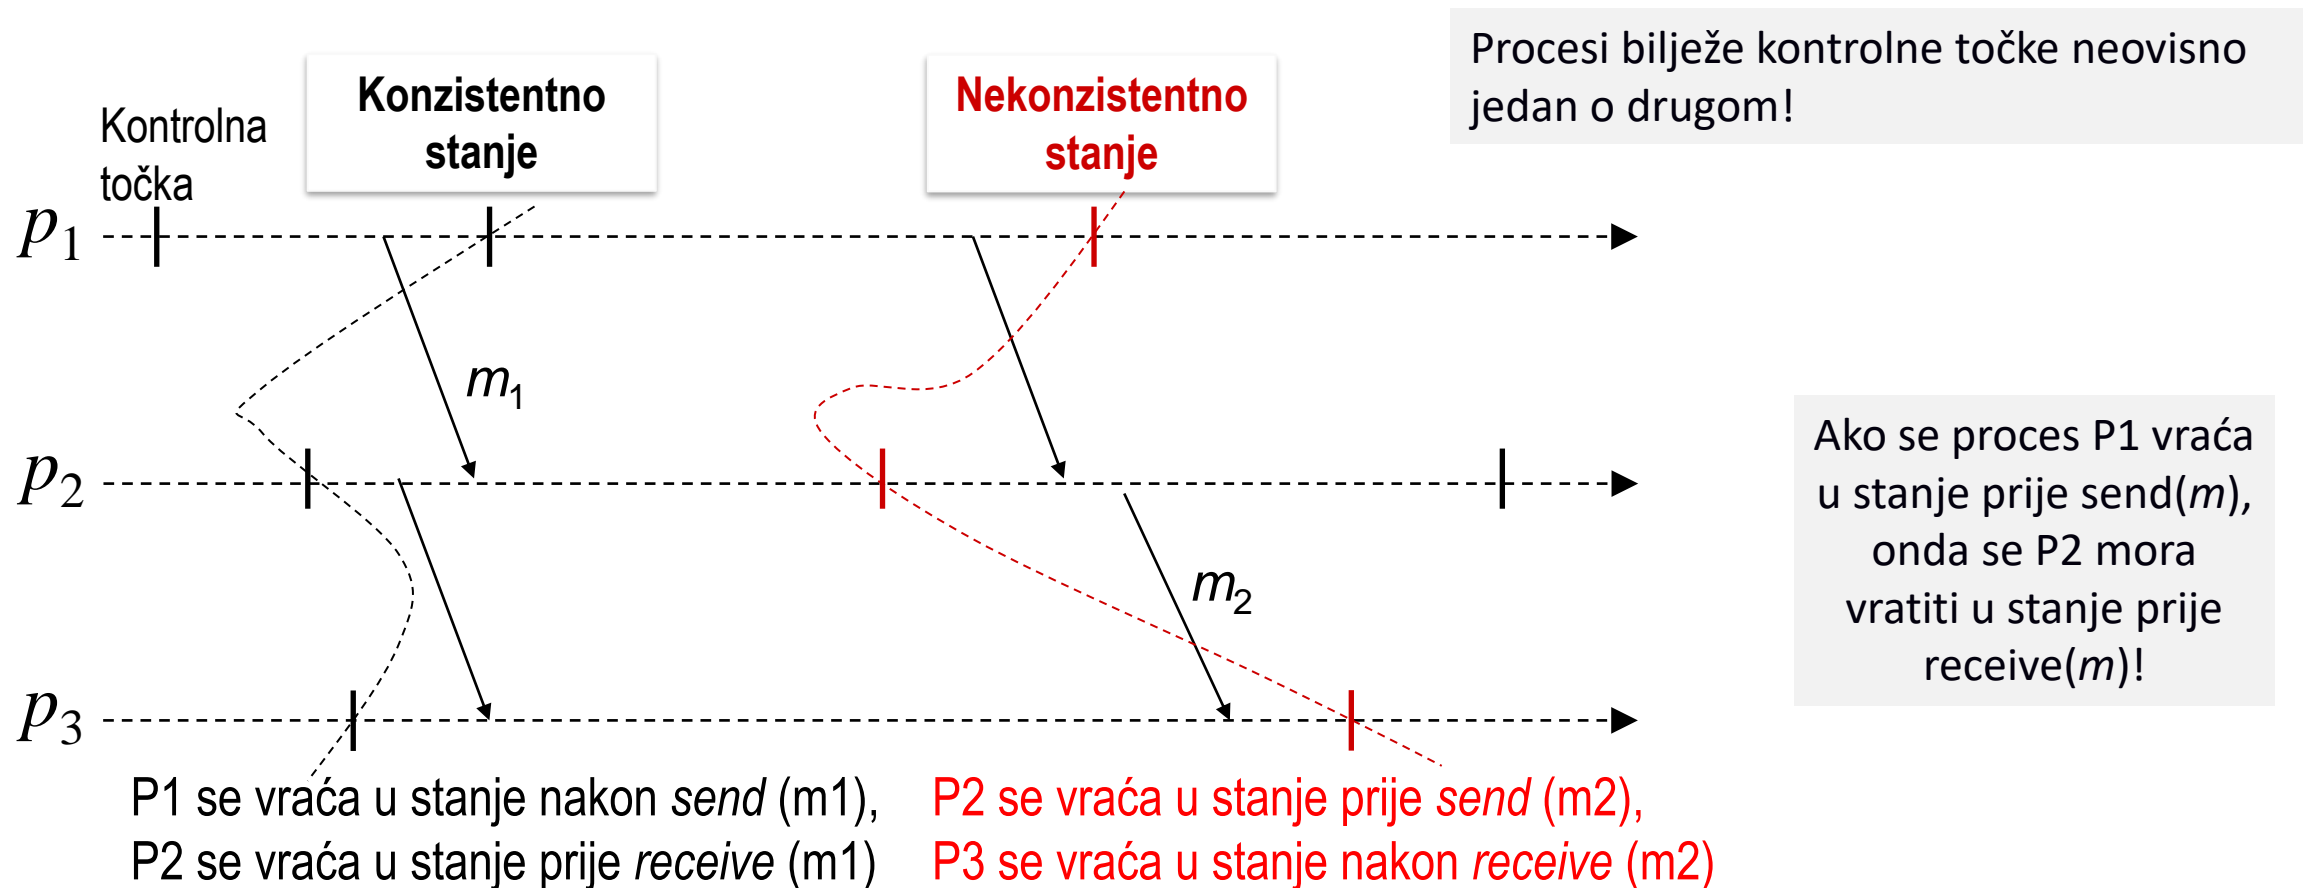 Procesi bilježe kontrolne točke neovisno
jedan o drugom!
Konzistentno
stanje
Nekonzistentno
stanje
Kontrolna
točka
p1
m1
p2
m2
p3
Ako se proces P1 vraća
u stanje prije send(m),
onda se P2 mora
vratiti u stanje prije
receive(m)!
P1 se vraća u stanje nakon send (m1),
P2 se vraća u stanje prije receive (m1)
P2 se vraća u stanje prije send (m2),
P3 se vraća u stanje nakon receive (m2)